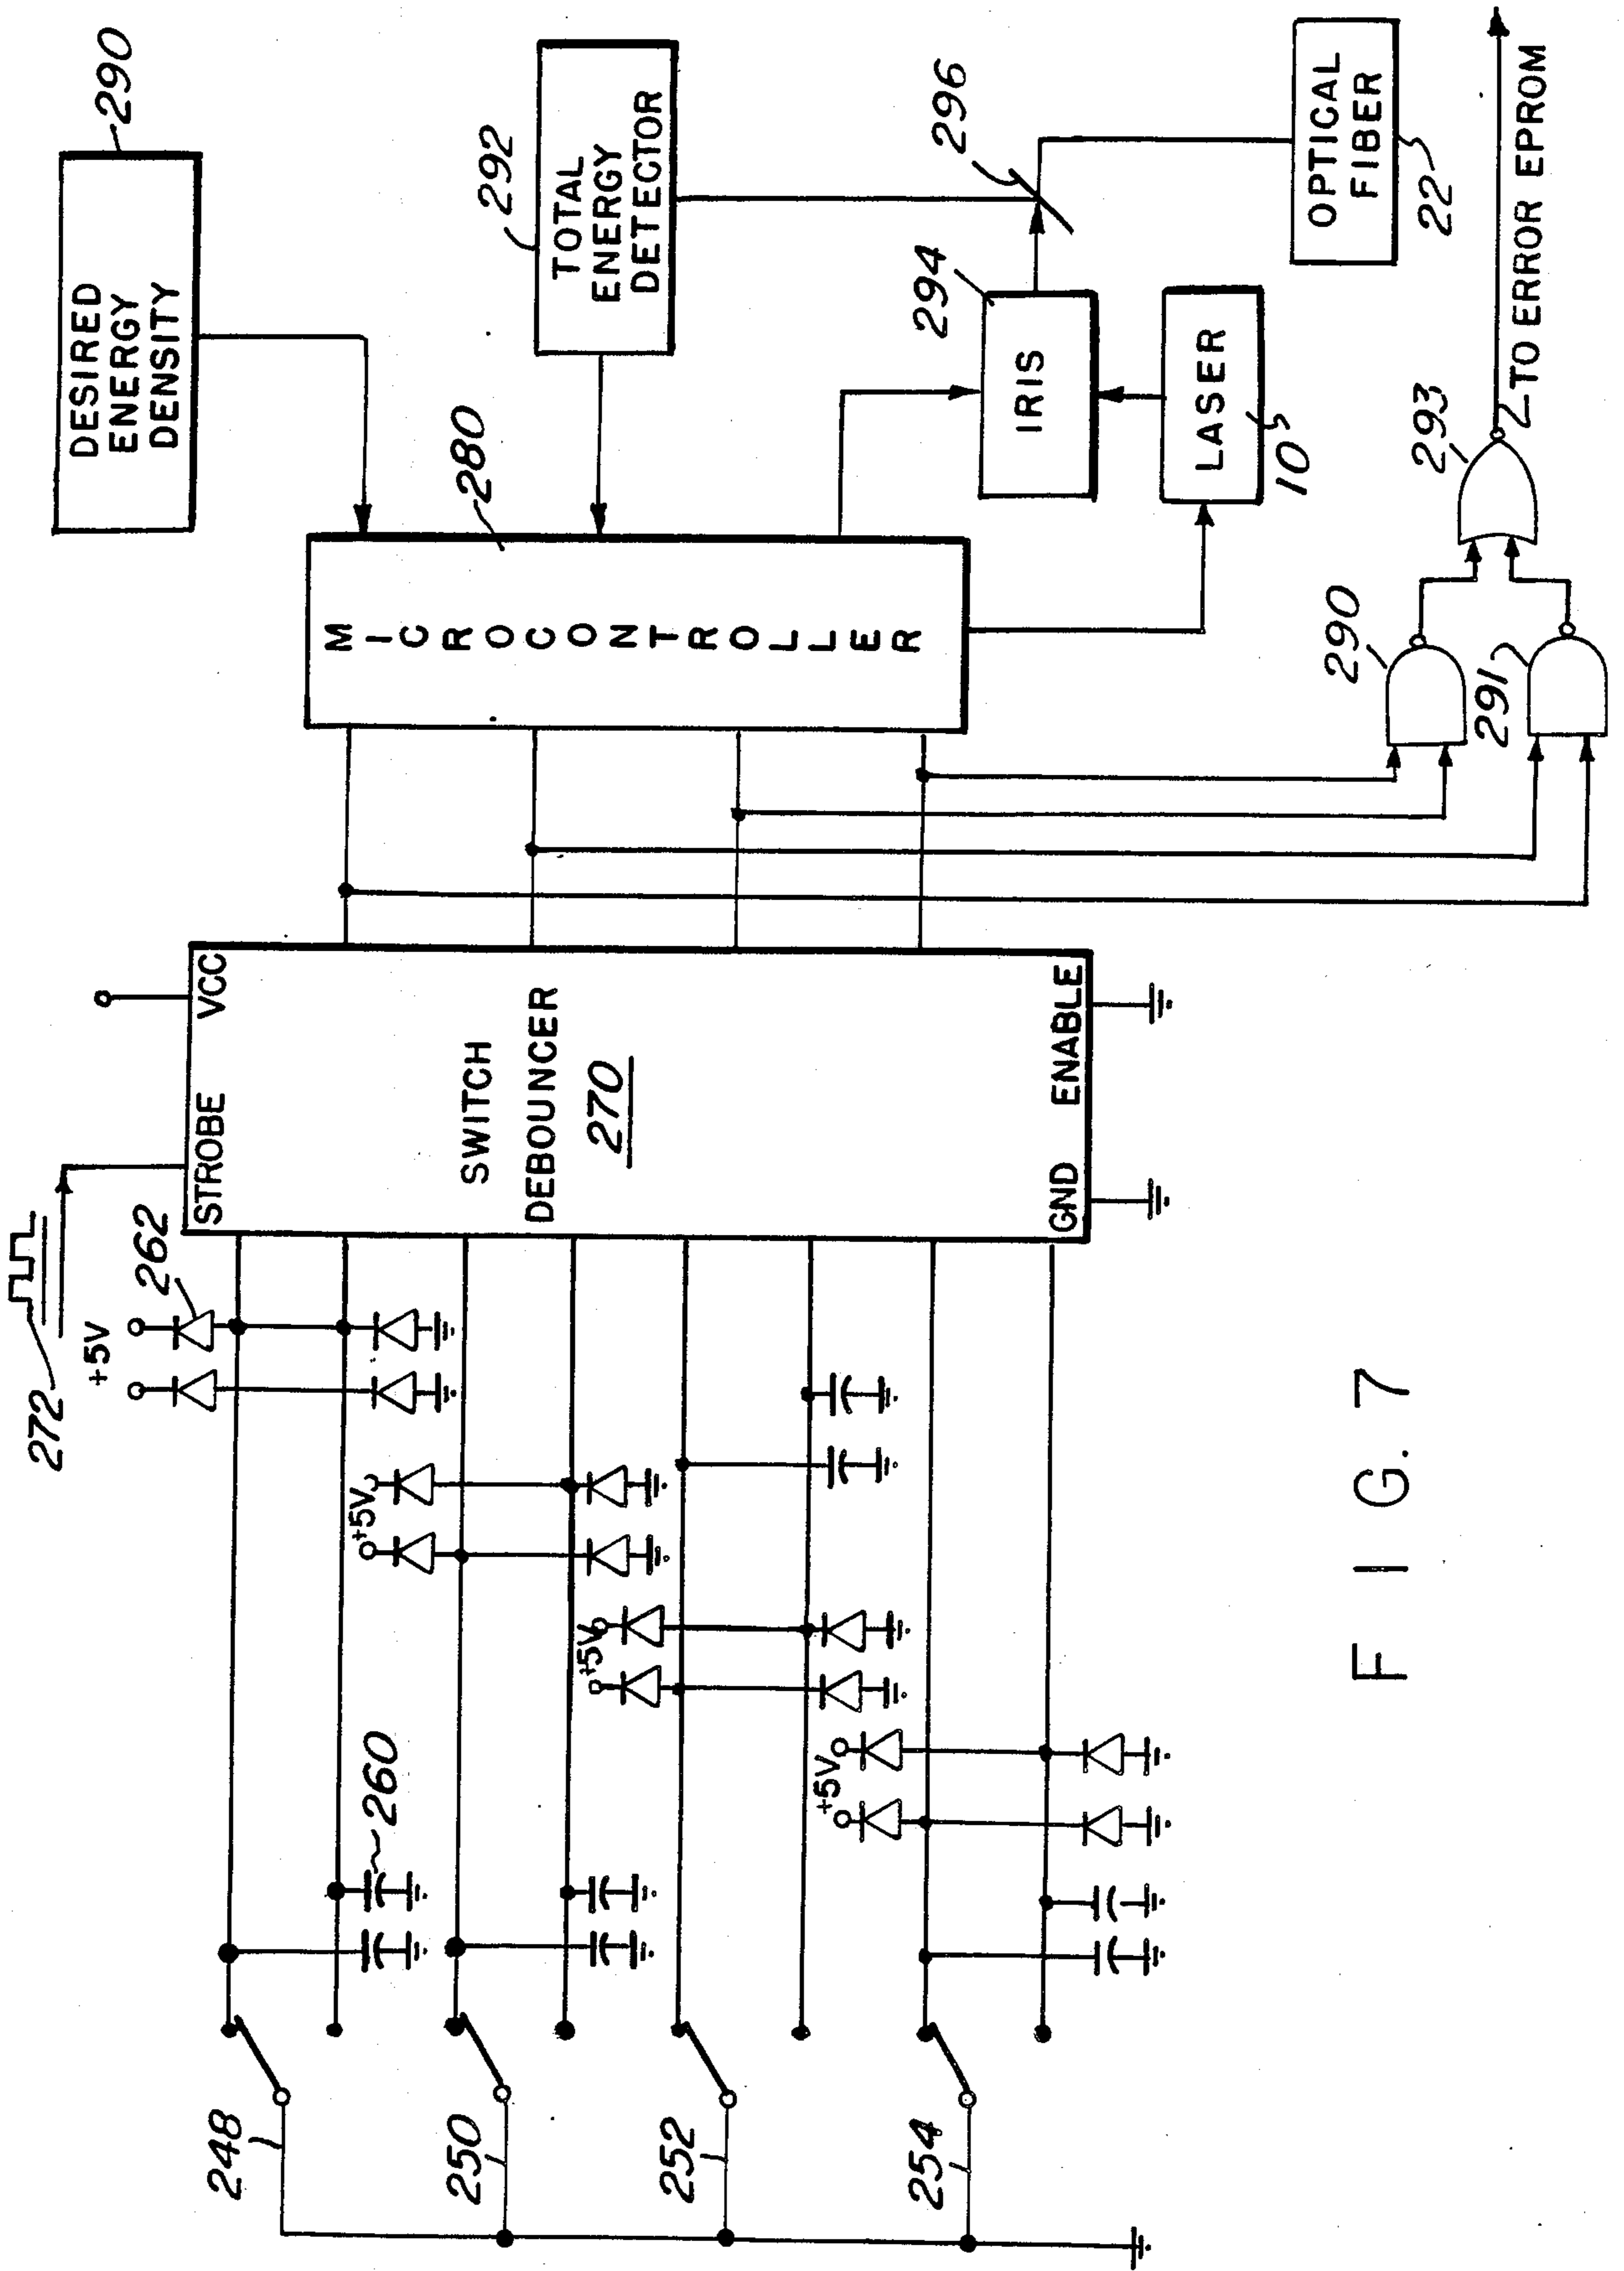 272
+5V
262
STROBE
VCC
SWITCH
DEBOUNCER
270
GND
ENABLE
248
250
252
254
260
+5V
+5V
+5V
280
MICROCONTROLLER
DESIRED
ENERGY
DENSITY
290
292
TOTAL
ENERGY
DETECTOR
294
IRIS
296
LASER
10
OPTICAL
FIBER
22
290
291
293
TO ERROR EPROM
FIG. 7